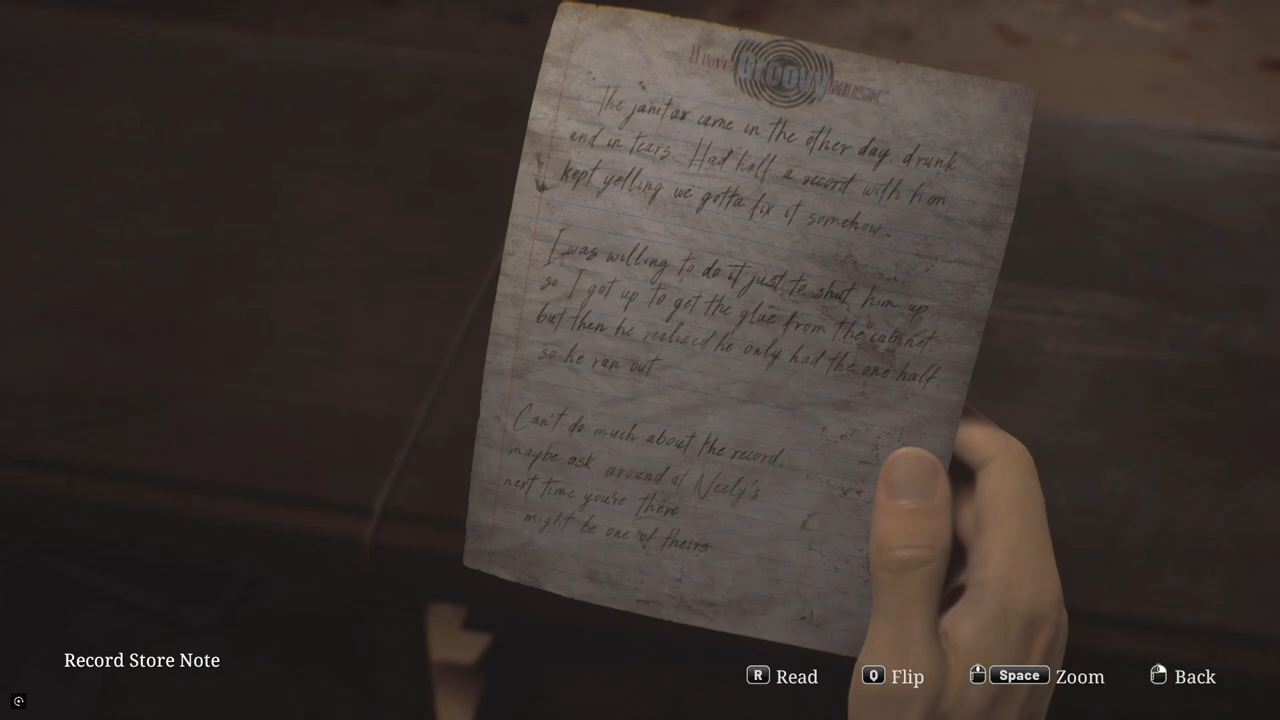 GROOVY
MUSIC
The janitor came in the other day, drunk
and in tears. Had half a record with him,
kept yelling we gotta fix it somehow.
I was willing to do it just to shut him up,
so I got up to get the glue from the cabinet.
but then he realized he only had the one half,
so he ran out
Can't do much about the record,
maybe ask around at Neely's
next time you're there
might be one of theirs
Record Store Note
R Read
Q Flip
Space Zoom
Back